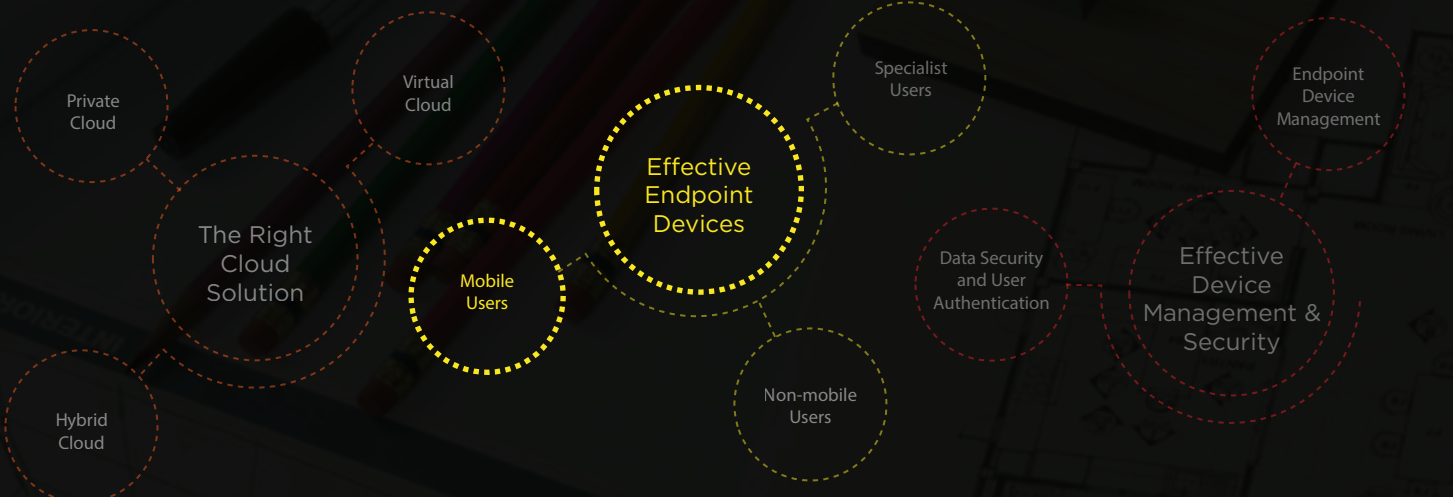 Private
Cloud
Virtual
Cloud
The Right
Cloud
Solution
Hybrid
Cloud
Mobile
Users
Effective
Endpoint
Devices
Specialist
Users
Non-mobile
Users
Data Security
and User
Authentication
Endpoint
Device
Management
Effective
Device
Management &
Security
INTERIOR